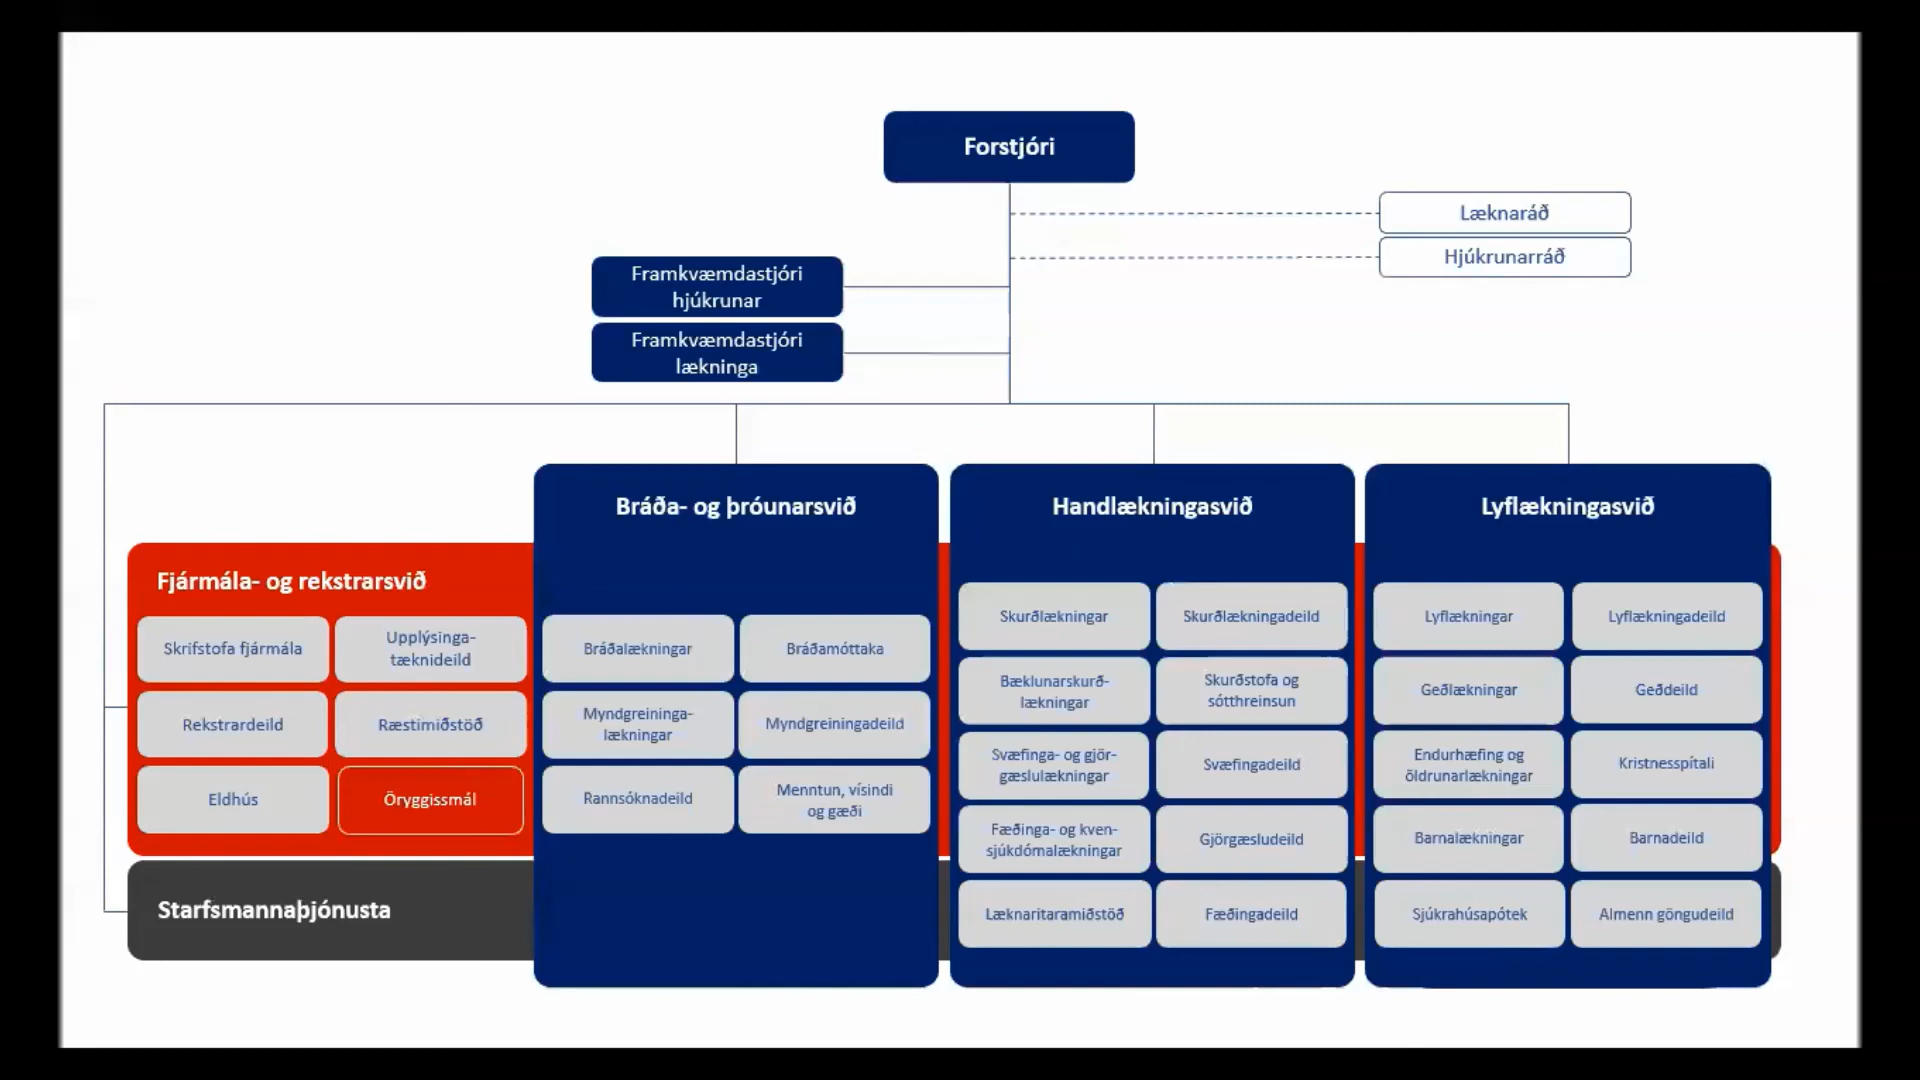 Forstjóri
Læknaráð
Hjúkrunarráð
Framkvæmdastjóri
hjúkrunar
Framkvæmdastjóri
lækninga
Fjármála- og rekstrarsvið
Skrifstofa fjármála
Upplýsinga-
tæknideild
Rekstrardeild
Ræstimiðstöð
Eldhús
Öryggissmál
Starfsmannaþjónusta
Bráða- og þróunarsvið
Bráðalækningar
Bráðamóttaka
Myndgreininga-
lækningar
Myndgreiningadeild
Rannsóknadeild
Menntun, vísindi
og gæði
Handlækningasvið
Skurðlækningar
Skurðlækningadeild
Bæklunarskurð-
lækningar
Skurðstofa og
sótthreinsun
Svæfinga- og gjör-
gæslulækningar
Svæfingadeild
Fæðinga- og kven-
sjúkdómalækningar
Gjörgæsludeild
Læknaritaramiðstöð
Fæðingadeild
Lyflækningasvið
Lyflækningar
Lyflækningadeild
Geðlækningar
Geðdeild
Endurhæfing og
öldrunarlækningar
Kristnesspítali
Barnalækningar
Barnadeild
Sjúkrahúsapótek
Almenn göngudeild